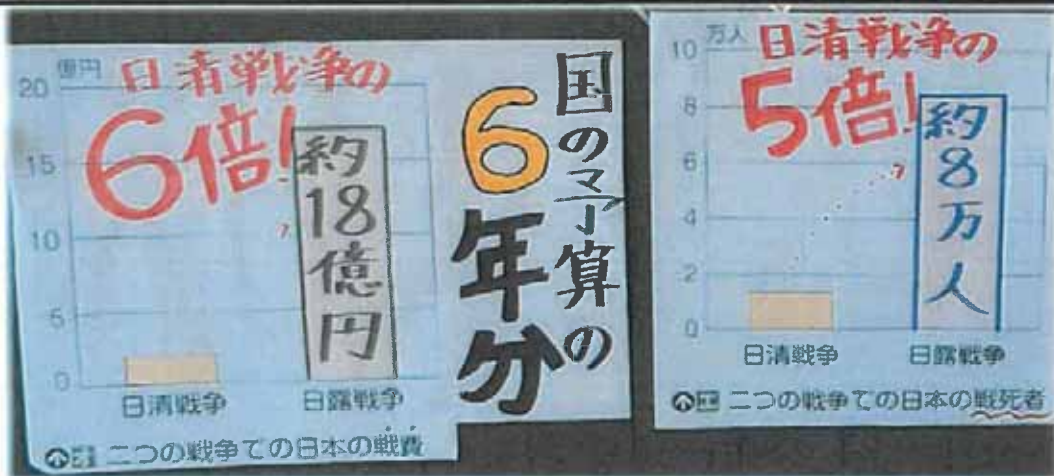 億円
日清戦争の
6倍!
20
15
10
5
0
約18億円
日清戦争
日露戦争
二つの戦争での日本の戦費
国の予算の
6年分
万人
日清戦争の
5倍!
10
8
6
4
2
0
約8万人
日清戦争
日露戦争
二つの戦争での日本の戦死者